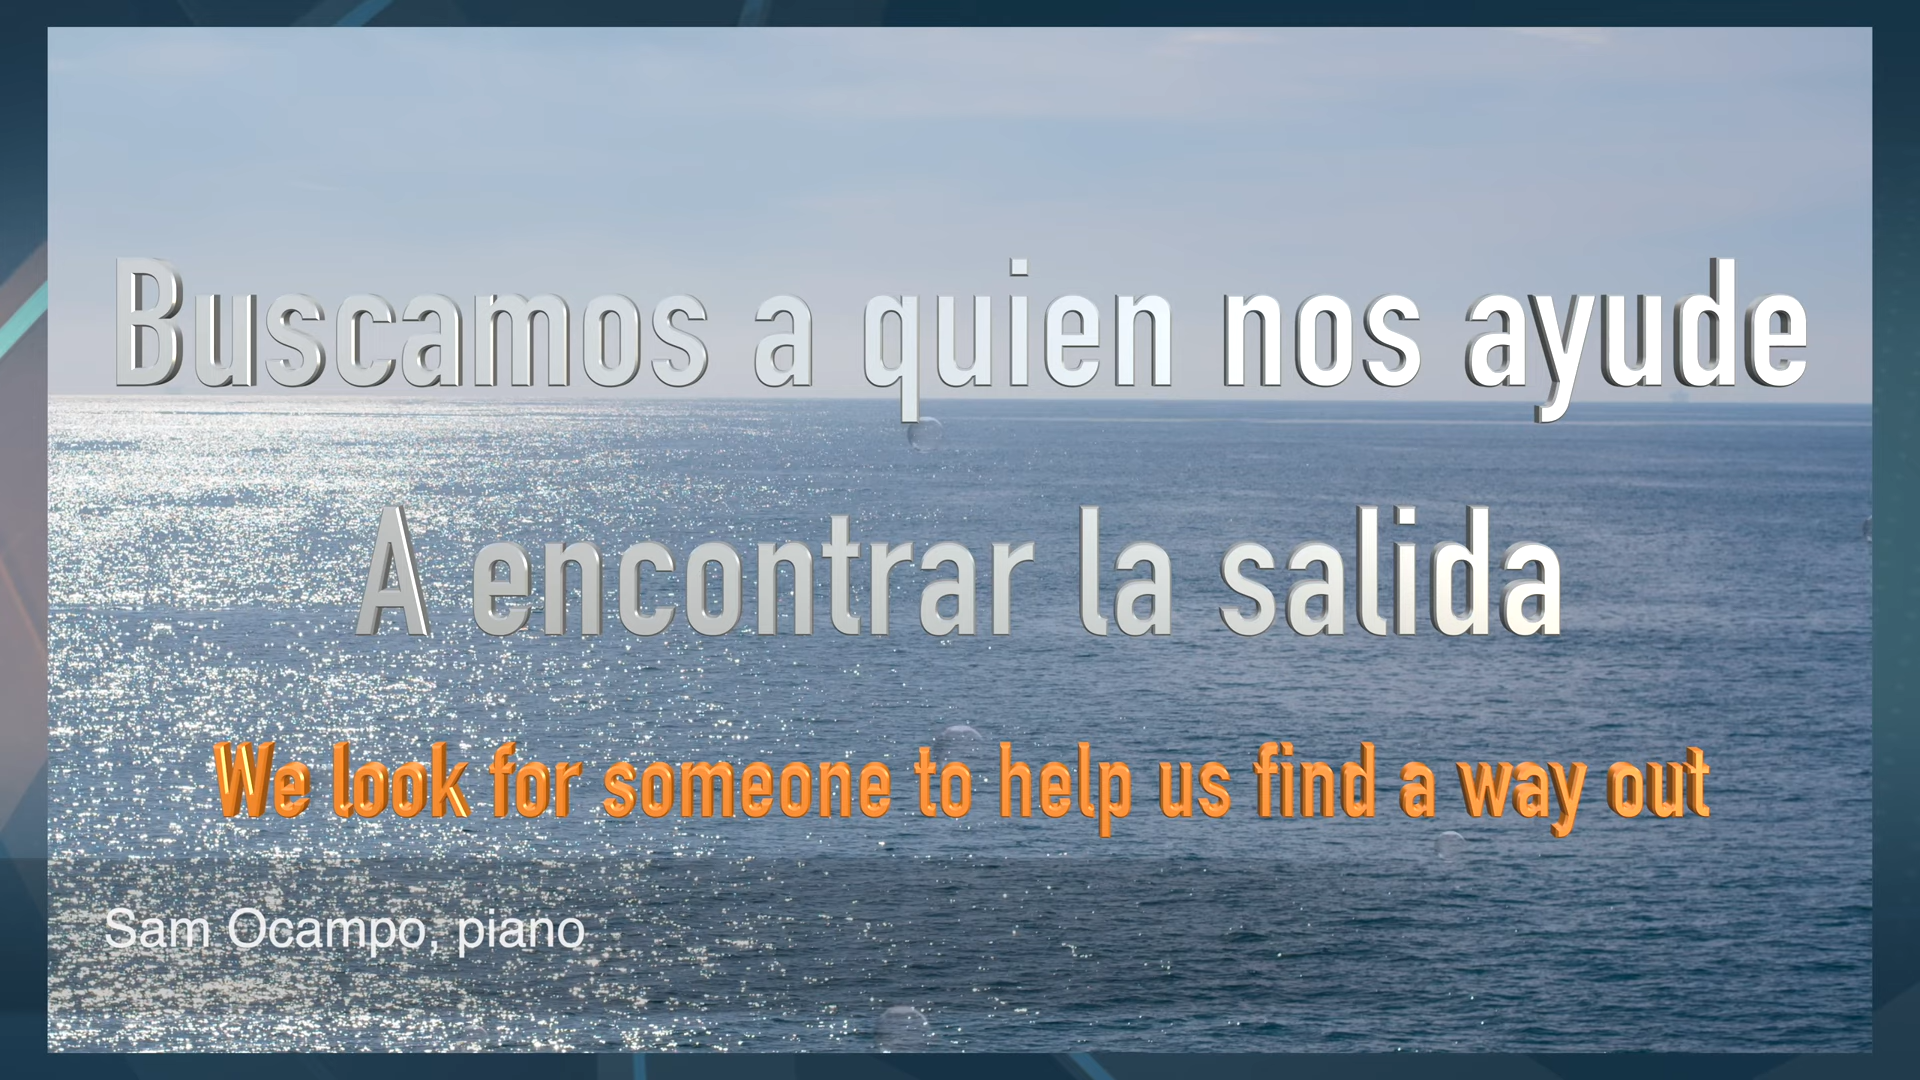 Buscamos a quien nos ayude
A encontrar la salida
We look for someone to help us find a way out
Sam Ocampo, piano